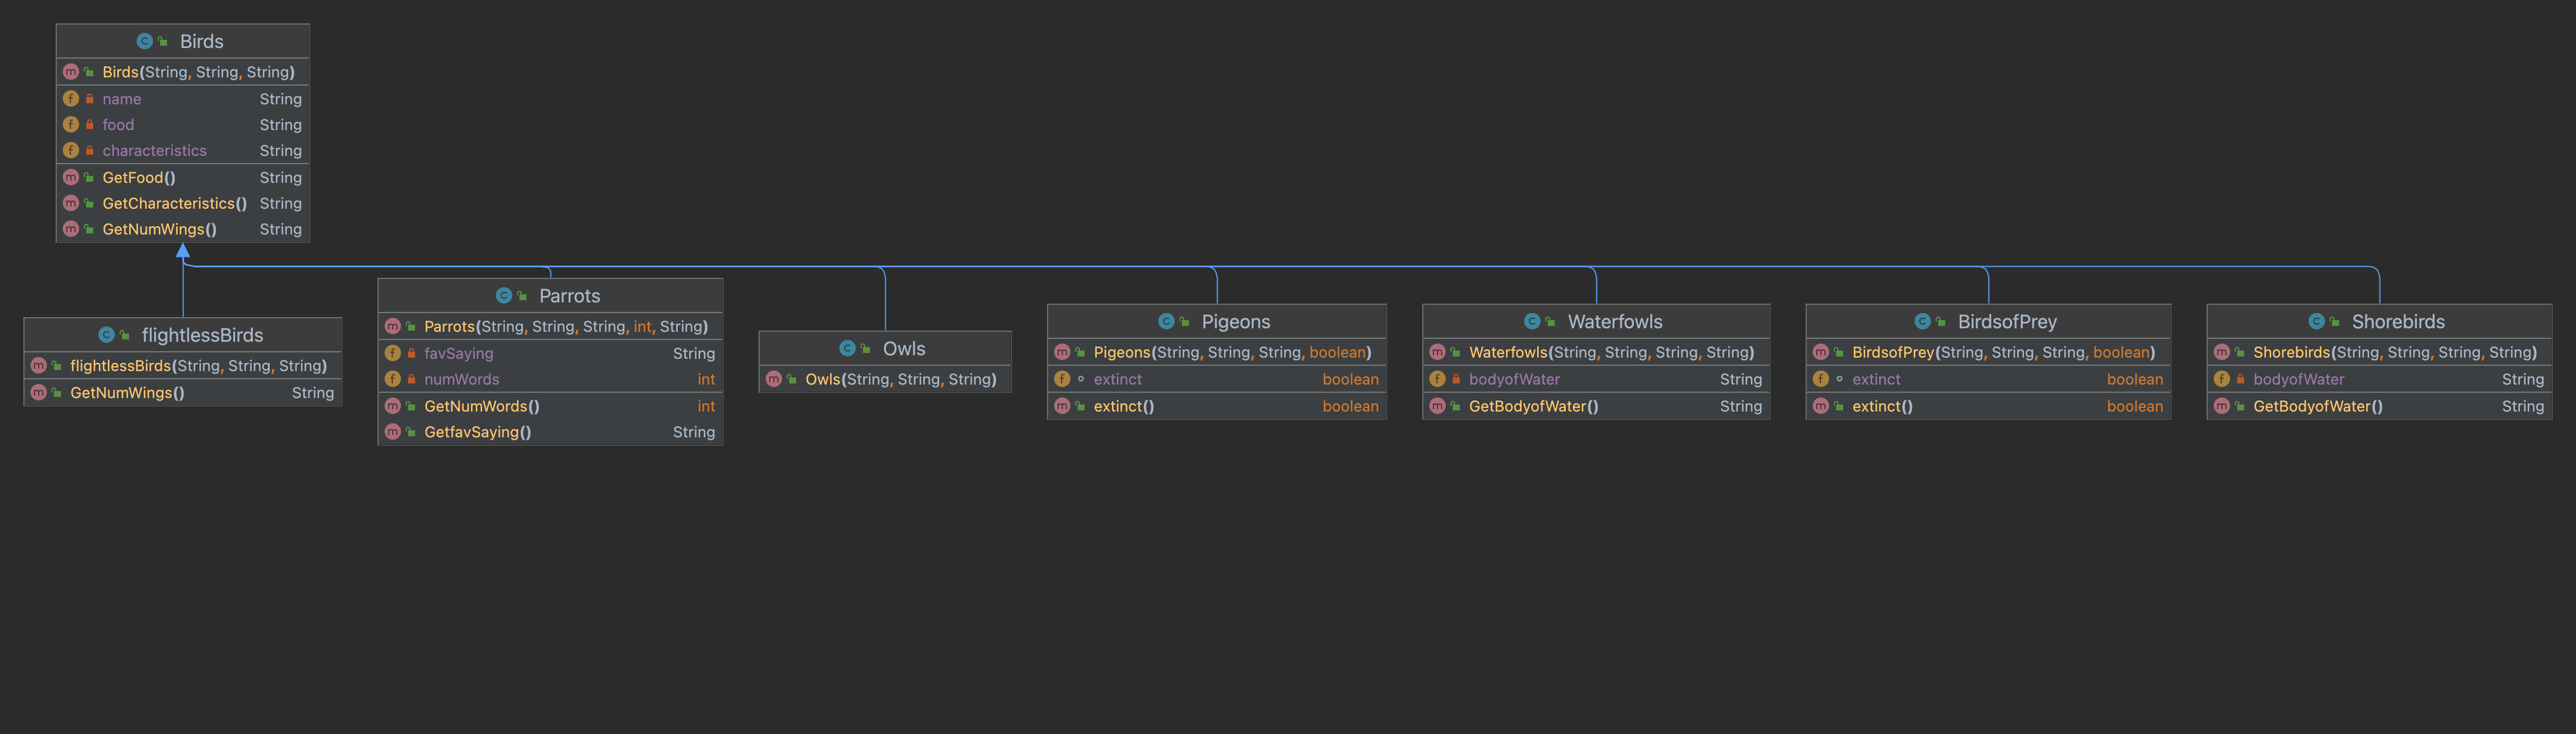 Birds
Birds(String, String, String)
name String
food String
characteristics String
GetFood() String
GetCharacteristics() String
GetNumWings() String
flightlessBirds
flightlessBirds(String, String, String)
GetNumWings() String
Parrots
Parrots(String, String, String, int, String)
favSaying String
numWords int
GetNumWords() int
GetfavSaying() String
Owls
Owls(String, String, String)
Pigeons
Pigeons(String, String, String, boolean)
extinct boolean
extinct() boolean
Waterfowls
Waterfowls(String, String, String, String)
bodyofWater String
GetBodyofWater() String
BirdsofPrey
BirdsofPrey(String, String, String, boolean)
extinct boolean
extinct() boolean
Shorebirds
Shorebirds(String, String, String, String)
bodyofWater String
GetBodyofWater() String